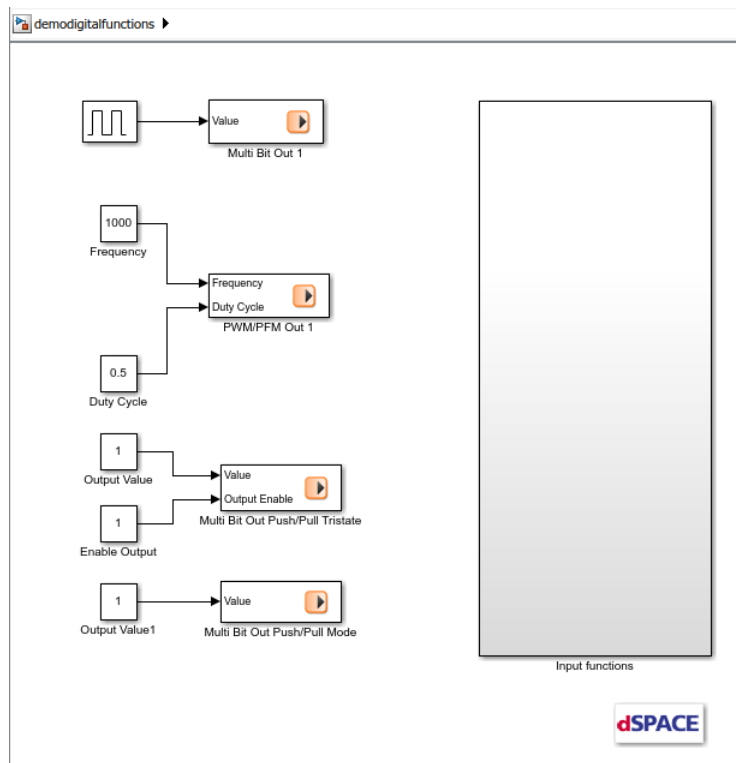 demodigitalfunctions
Value
Multi Bit Out 1
1000
Frequency
Frequency
Duty Cycle
PWM/PFM Out 1
0.5
Duty Cycle
1
Output Value
Value
Output Enable
Multi Bit Out Push/Pull Tristate
1
Enable Output
1
Output Value1
Value
Multi Bit Out Push/Pull Mode
Input functions
dSPACE